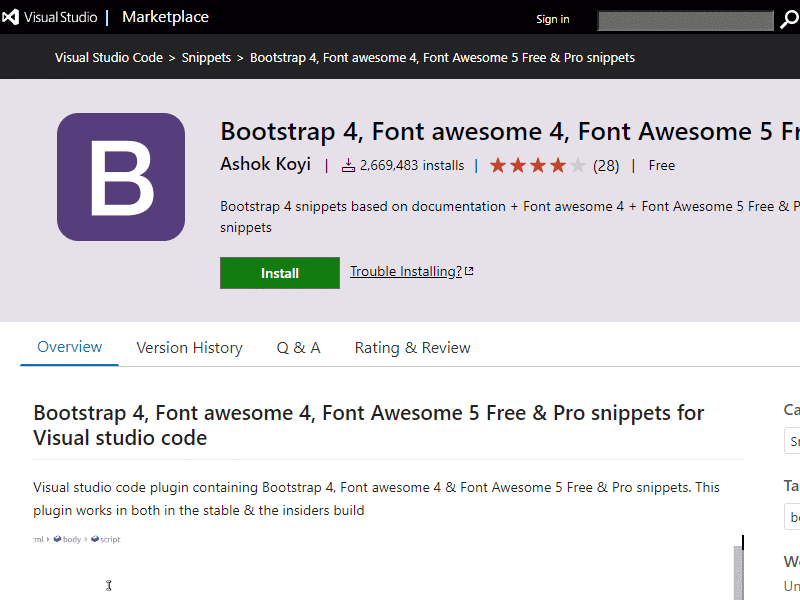 Visual Studio | Marketplace
Sign in
Visual Studio Code > Snippets > Bootstrap 4, Font awesome 4, Font Awesome 5 Free & Pro snippets
B
Bootstrap 4, Font awesome 4, Font Awesome 5 Fr
Ashok Koyi | 2,669,483 installs | (28) | Free
Bootstrap 4 snippets based on documentation + Font awesome 4 + Font Awesome 5 Free & P
snippets
Install Trouble Installing?
Overview Version History Q & A Rating & Review
Bootstrap 4, Font awesome 4, Font Awesome 5 Free & Pro snippets for
Visual studio code
Visual studio code plugin containing Bootstrap 4, Font awesome 4 & Font Awesome 5 Free & Pro snippets. This
plugin works in both in the stable & the insiders build
:ml > body > script
Ca
Sn
Ta
bo
Wo
Un